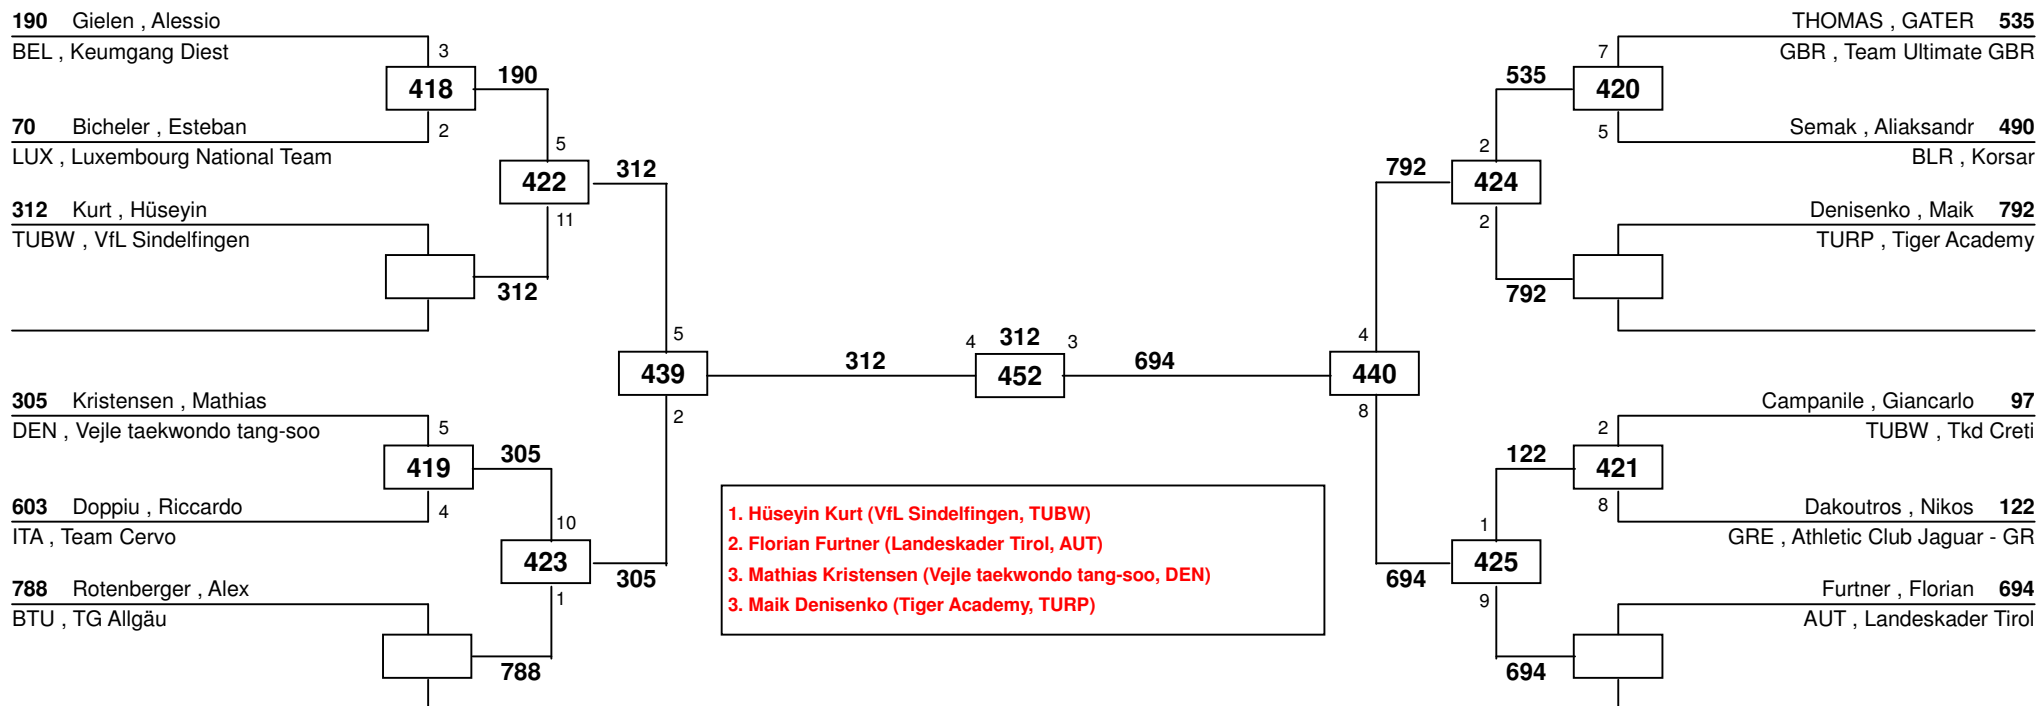 190 Gielen , Alessio
BEL , Keumgang Diest
3
418
190
70 Bicheler , Esteban
2
LUX , Luxembourg National Team
5
422
312
312 Kurt , Hüseyin
11
TUBW , VfL Sindelfingen
312
5
439
312
2
305 Kristensen , Mathias
5
DEN , Vejle taekwondo tang-soo
419
305
603 Doppiu , Riccardo
4
ITA , Team Cervo
10
423
305
788 Rotenberger , Alex
1
BTU , TG Allgäu
788
4 312 3
452
694
THOMAS , GATER 535
7
GBR , Team Ultimate GBR
535
420
Semak , Aliaksandr 490
5
BLR , Korsar
2
792
424
Denisenko , Maik 792
2
TURP , Tiger Academy
792
4
440
8
Campanile , Giancarlo 97
2
TUBW , Tkd Creti
122
421
Dakoutros , Nikos 122
8
GRE , Athletic Club Jaguar - GR
1
425
694
Furtner , Florian 694
9
AUT , Landeskader Tirol
694
1. Hüseyin Kurt (VfL Sindelfingen, TUBW)
2. Florian Furtner (Landeskader Tirol, AUT)
3. Mathias Kristensen (Vejle taekwondo tang-soo, DEN)
3. Maik Denisenko (Tiger Academy, TURP)